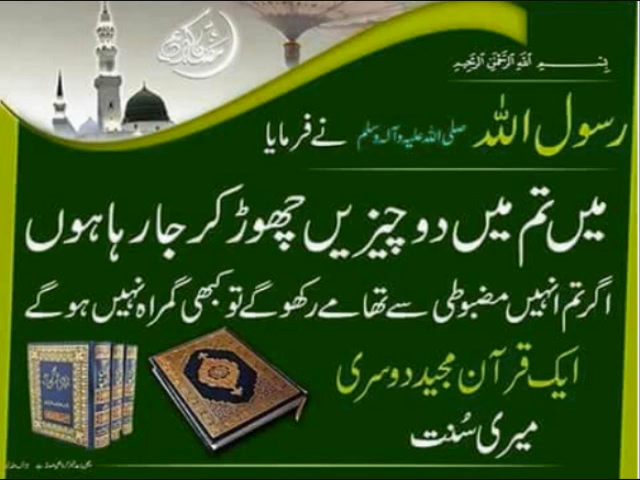 بِسْمِ اللهِ الرَّحْمٰنِ الرَّحِيْمِ
رسول اللہ صلی اللہ علیہ وآلہ وسلم نے فرمایا
میں تم میں دو چیزیں چھوڑ کر جا رہا ہوں
اگر تم انہیں مضبوطی سے تھامے رکھو گے تو کبھی گمراہ نہیں ہو گے
ایک قرآن مجید دوسری
میری سُنت